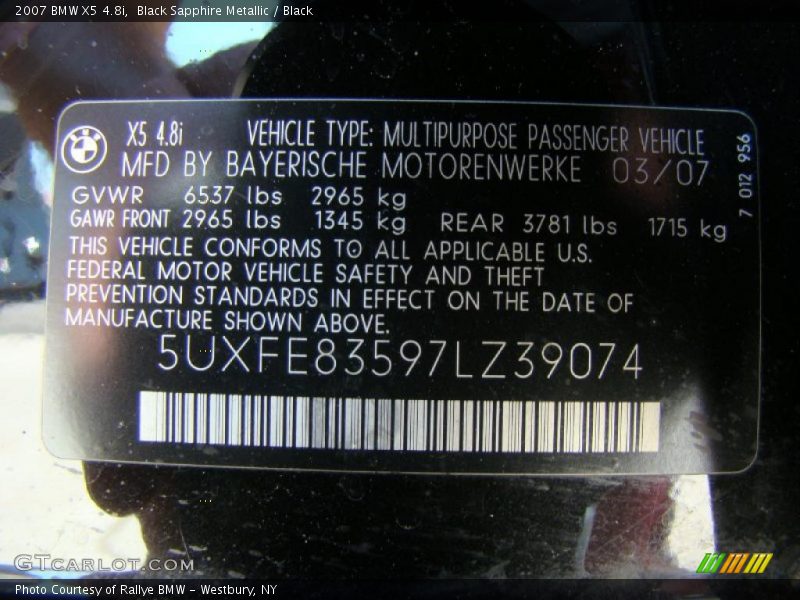 2007 BMW X5 4.8i, Black Sapphire Metallic / Black
X5 4.8i VEHICLE TYPE: MULTIPURPOSE PASSENGER VEHICLE
MFD BY BAYERISCHE MOTORENWERKE 03/07
GVWR 6537 lbs 2965 kg
GAWR FRONT 2965 lbs 1345 kg REAR 3781 lbs 1715 kg
THIS VEHICLE CONFORMS TO ALL APPLICABLE U.S.
FEDERAL MOTOR VEHICLE SAFETY AND THEFT
PREVENTION STANDARDS IN EFFECT ON THE DATE OF
MANUFACTURE SHOWN ABOVE.
5UXFE83597LZ39074
7 012 956
GTCARLOT.COM
Photo Courtesy of Rallye BMW - Westbury, NY